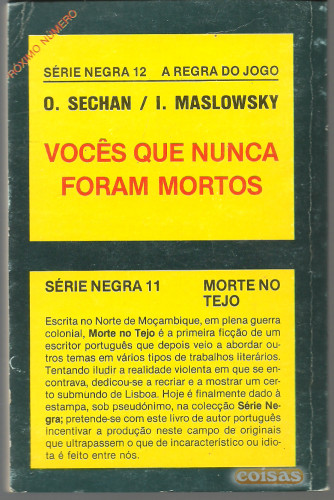 PRÓXIMO NÚMERO
SÉRIE NEGRA 12 A REGRA DO JOGO
O. SECHAN / I. MASLOWSKY
VOCÊS QUE NUNCA
FORAM MORTOS
SÉRIE NEGRA 11 MORTE NO
TEJO
Escrita no Norte de Moçambique, em plena guerra
colonial, Morte no Tejo é a primeira ficção de um
escritor português que depois veio a abordar ou-
tros temas em vários tipos de trabalhos literários.
Tentando iludir a realidade violenta em que se en-
contrava, dedicou-se a recriar e a mostrar um cer-
to submundo de Lisboa. Hoje é finalmente dado à
estampa, sob pseudónimo, na colecção Série Ne-
gra; pretende-se com este livro de autor português
incentivar a produção neste campo de originais
que ultrapassem o que de incaracterístico ou idio-
ta é feito entre nós.
coisas